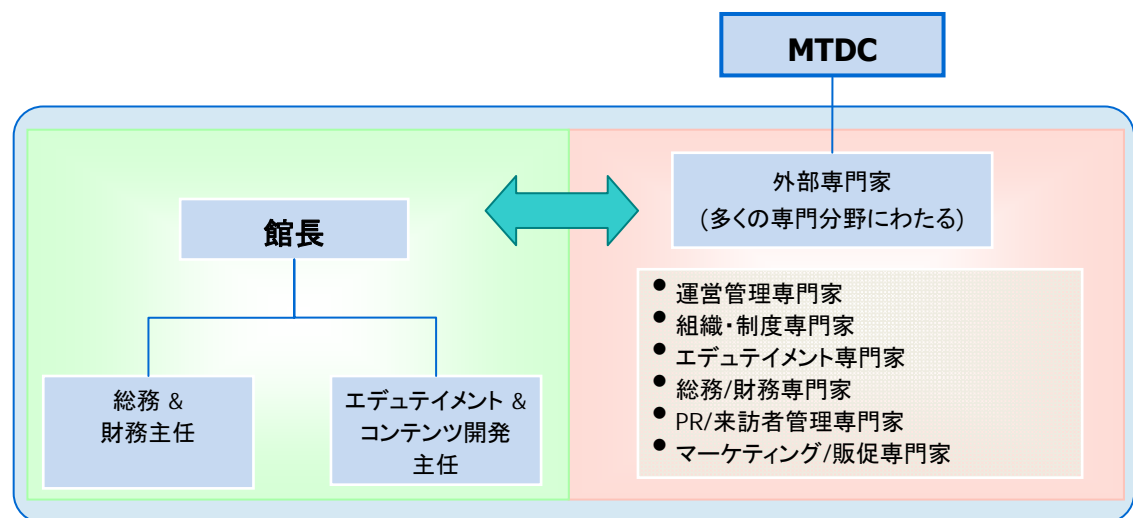 MTDC
外部専門家
(多くの専門分野にわたる)
館長
総務 &
財務主任
エデュテイメント &
コンテンツ開発
主任
● 運営管理専門家
● 組織・制度専門家
● エデュテイメント専門家
● 総務/財務専門家
● PR/来訪者管理専門家
● マーケティング/販促専門家